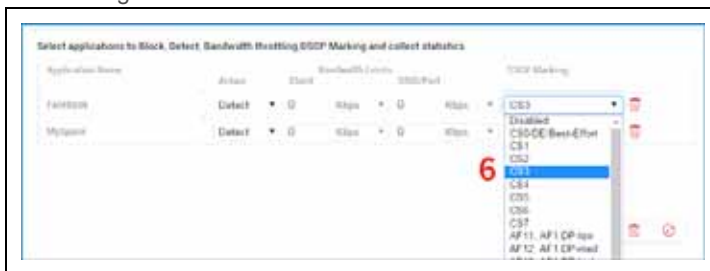 Select applications to Block, Detect, Bandwidth throttling DSCP Marking and collect statistics
Application Name
Bandwidth Limits
DSCP Marking
Action
Client
SSID/Port
Facebook
Detect
0
Kbps
0
Kbps
CS3
Disabled
MySpace
Detect
0
Kbps
0
Kbps
CS0/DE/Best-Effort
CS1
CS2
6
CS3
CS4
CS5
CS6
CS7
AF11, AF1 DP-low
AF12, AF1 DP-med